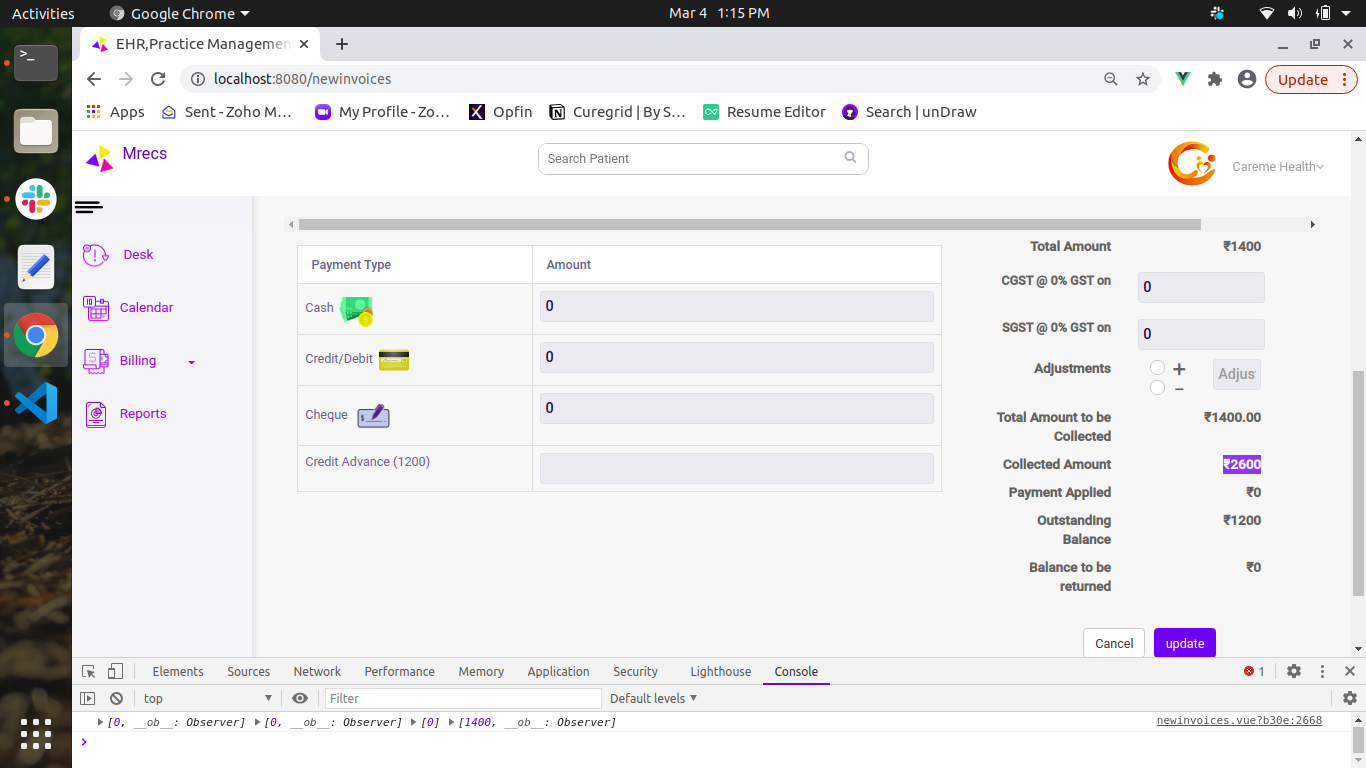 Activities Google Chrome Mar 4 1:15 PM
EHR,Practice Managemen
localhost:8080/newinvoices Update
Apps Sent - Zoho M... My Profile - Zo... Opfin Curegrid | By S... Resume Editor Search | unDraw
Mrecs Search Patient Careme Health
Desk
Calendar
Billing
Reports
Payment Type Amount
Cash 0
Credit/Debit 0
Cheque 0
Credit Advance (1200)
Total Amount ₹1400
CGST @ 0% GST on 0
SGST @ 0% GST on 0
Adjustments + Adjus
−
Total Amount to be
Collected ₹1400.00
Collected Amount ₹2600
Payment Applied ₹0
Outstanding
Balance ₹1200
Balance to be
returned ₹0
Cancel update
Elements Sources Network Performance Memory Application Security Lighthouse Console 1
top Filter Default levels
[0, __ob__: Observer] [0, __ob__: Observer] [0] [1400, __ob__: Observer] newinvoices.vue?b30e:2668